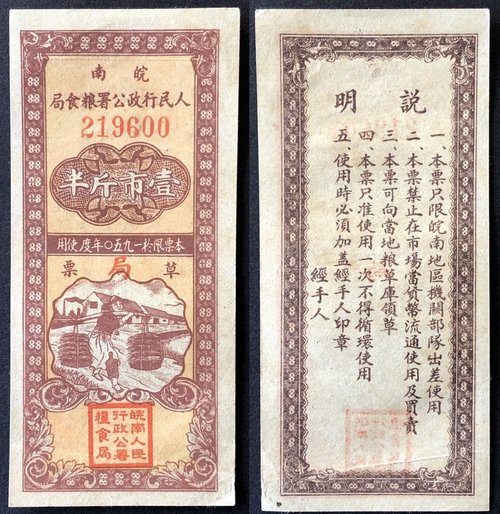 皖南
人民行政公署粮食局
219600
壹市斤半
本票限於一九五〇年度使用
草局票
皖南人民
行政公署
糧食局
說明
一、本票只限皖南地區機關部隊出差使用
二、本票禁止在市場當貨幣流通使用及買賣
三、本票可向當地粮草庫領草
四、本票只准使用一次不得循環使用
五、使用時必須加盖經手人印章
經手人